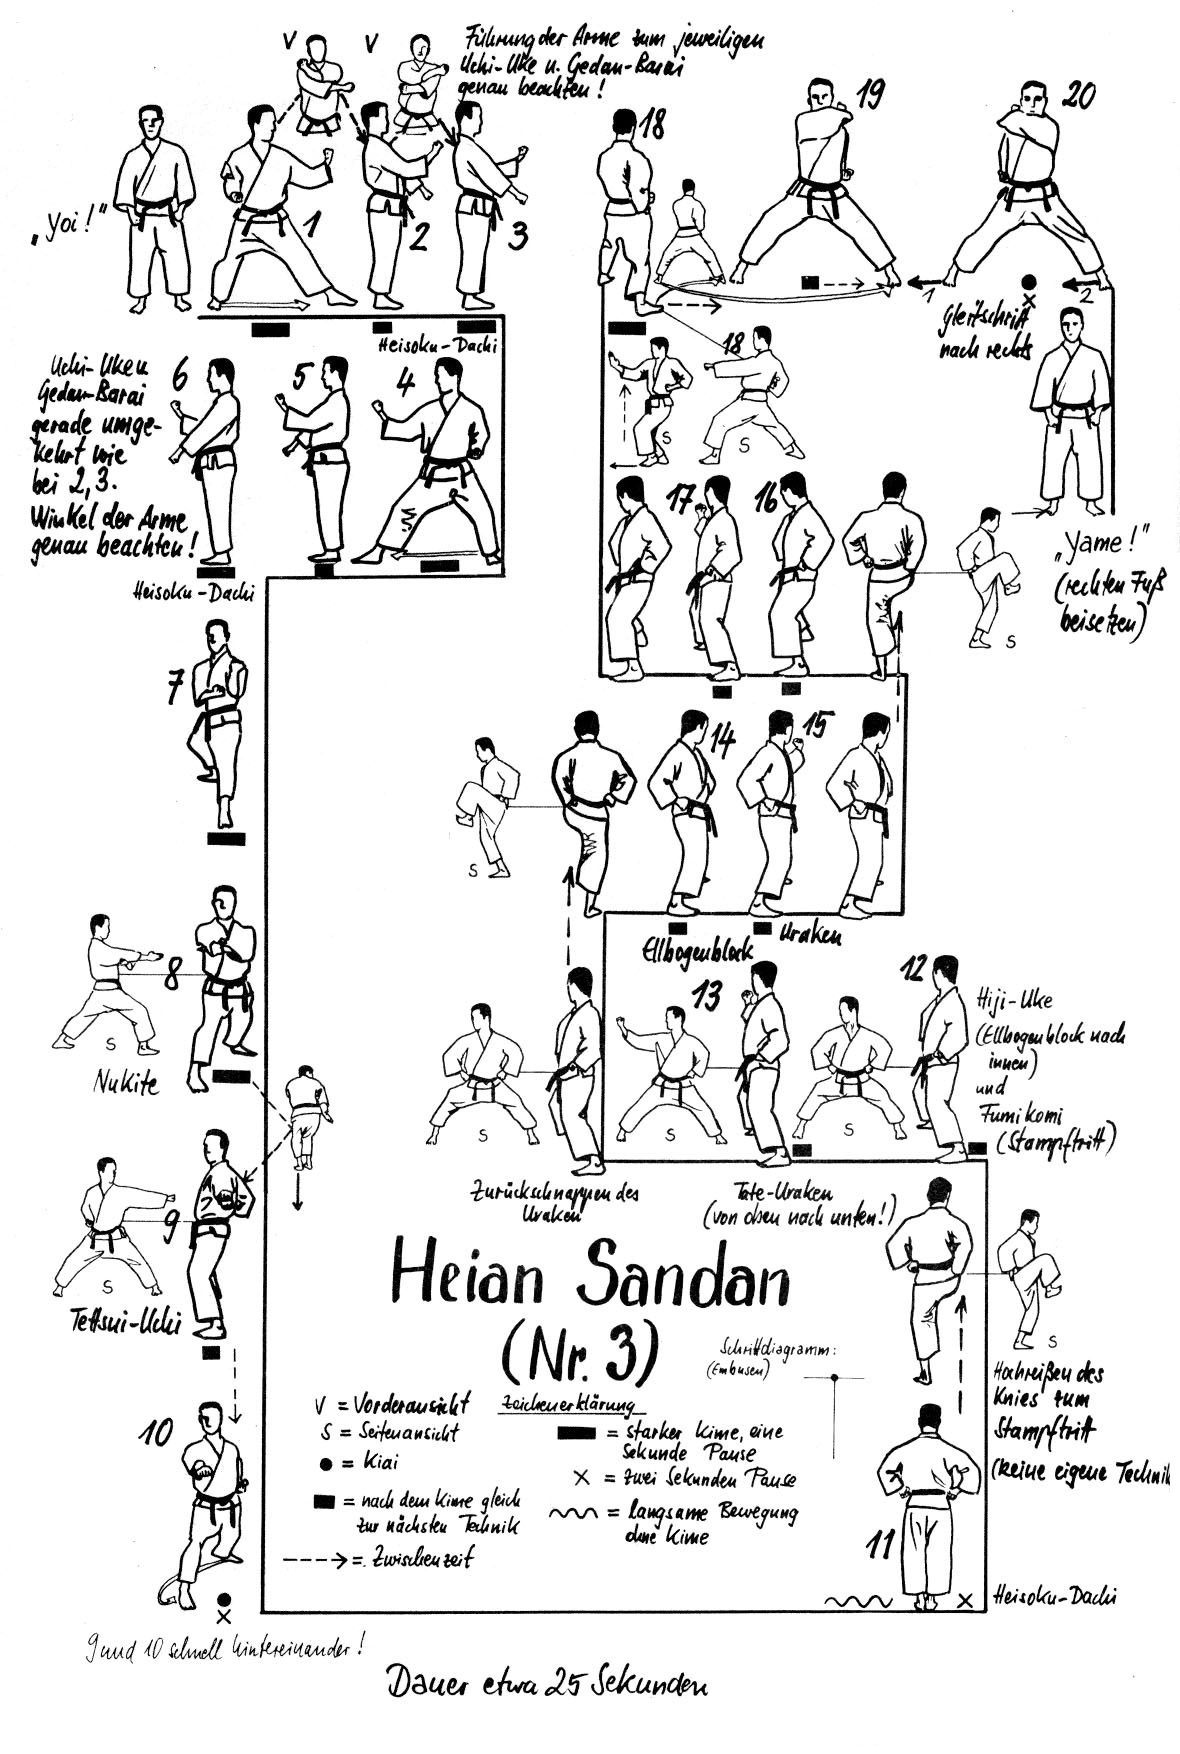 V
V
Führung der Arme zum jeweiligen
Uchi-Uke u. Gedan-Barai
genau beachten!
„Yoi!"
1
2
3
18
19
20
1
2
Gleitschritt
nach rechts
Heisoku-Dachi
Uchi-Uke u
Gedan-Barai
gerade umge-
kehrt wie
bei 2, 3.
Winkel der Arme
genau beachten!
6
5
4
Heisoku-Dachi
18
S
S
17
16
S
„Yame!"
(rechten Fuß
beisetzen)
7
14
15
S
Ellbogenblock
Uraken
8
S
Nukite
13
12
S
S
S
Hiji-Uke
(Ellbogenblock nach
innen)
und
Fumikomi
(Stampftritt)
Zurückschnappen des
Uraken
Tate-Uraken
(von oben nach unten!)
9
S
Tettsui-Uchi
Heian Sandan
(Nr. 3)
Schrittdiagramm:
(Embusen)
S
Hochreißen des
Knies zum
Stampftritt
(keine eigene Technik
V = Vorderansicht
S = Seitenansicht
● = Kiai
= nach dem Kime gleich
zur nächsten Technik
= Zwischenzeit
Zeichenerklärung
= starker Kime, eine
Sekunde Pause
X = zwei Sekunden Pause
= langsame Bewegung
ohne Kime
10
X
11
X
Heisoku-Dachi
9 und 10 schnell hintereinander!
Dauer etwa 25 Sekunden